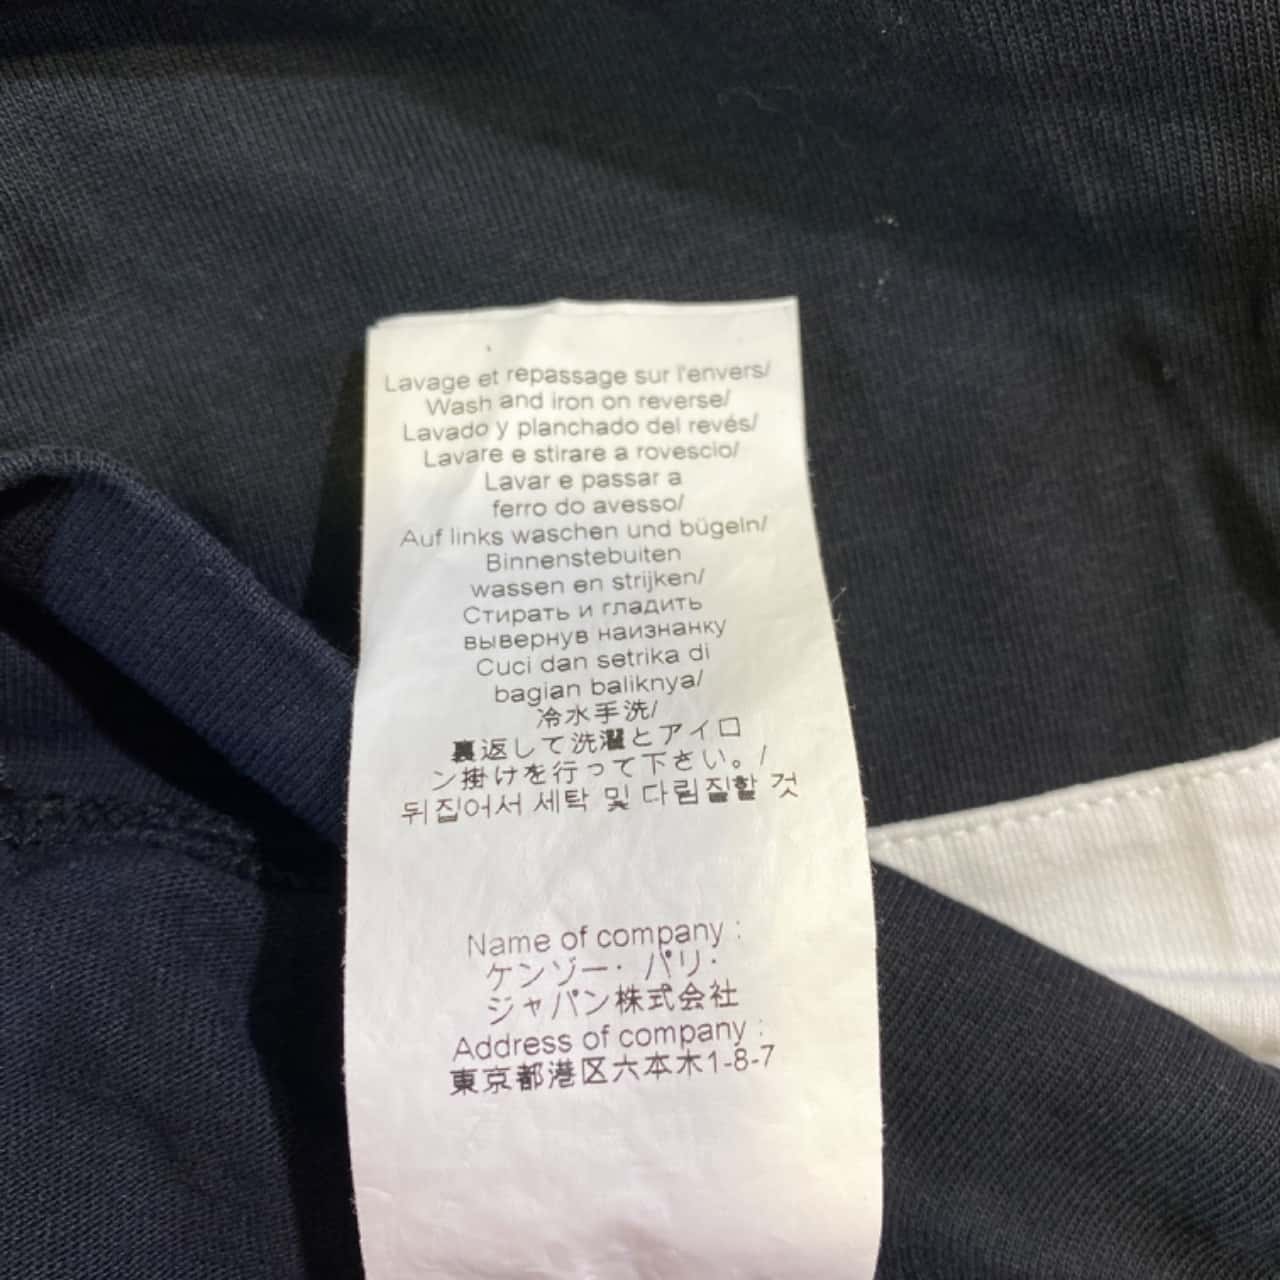 Lavage et repassage sur l'envers/
Wash and iron on reverse/
Lavado y planchado del revés/
Lavare e stirare a rovescio/
Lavar e passar a
ferro do avesso/
Auf links waschen und bügeln/
Binnenstebuiten
wassen en strijken/
Стирать и гладить
вывернув наизнанку
Cuci dan setrika di
bagian baliknya/
冷水手洗/
裏返して洗濯とアイロ
ン掛けを行って下さい。/
뒤집어서 세탁 및 다림질할 것
Name of company :
ケンゾー・パリ・
ジャパン株式会社
Address of company :
東京都港区六本木1-8-7